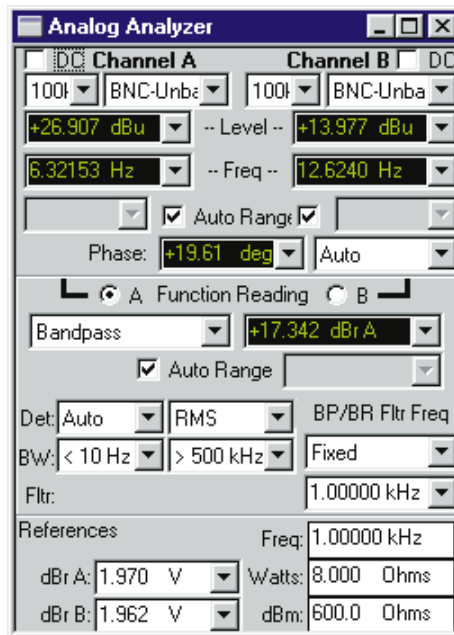 Analog Analyzer
DC Channel A Channel B DC
100k BNC-Unba 100k BNC-Unba
+26.907 dBu -- Level -- +13.977 dBu
6.32153 Hz -- Freq -- 12.6240 Hz
Auto Range
Phase: +19.61 deg Auto
A Function Reading B
Bandpass +17.342 dBr A
Auto Range
Det: Auto RMS BP/BR Fltr Freq
BW: < 10 Hz > 500 kHz Fixed
Fltr: 1.00000 kHz
References Freq: 1.00000 kHz
dBr A: 1.970 V Watts: 8.000 Ohms
dBr B: 1.962 V dBm: 600.0 Ohms